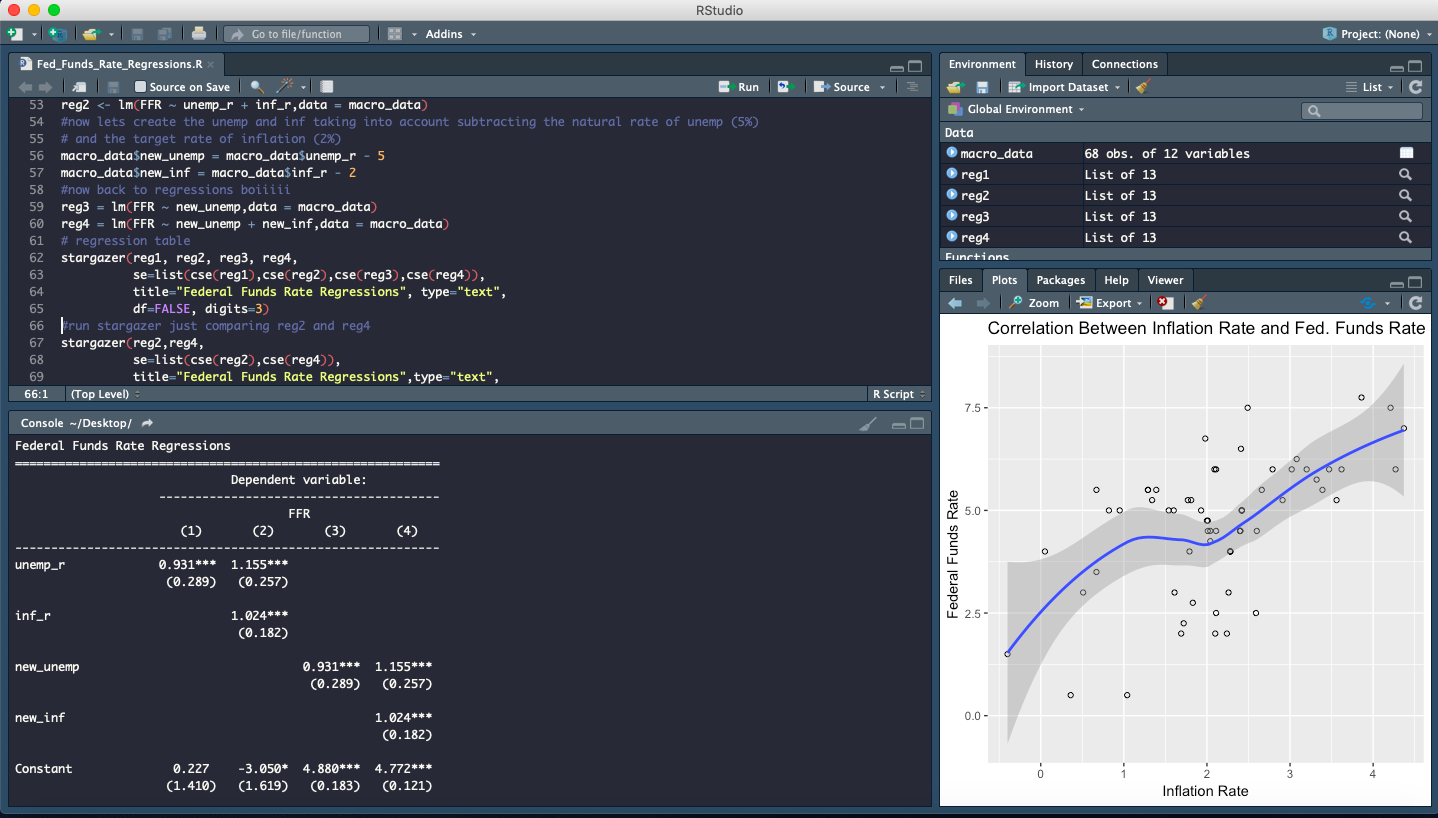 RStudio
Go to file/function
Addins
Project: (None)
Fed_Funds_Rate_Regressions.R
Source on Save
Run
Source
53 reg2 <- lm(FFR ~ unemp_r + inf_r,data = macro_data)
54 #now lets create the unemp and inf taking into account subtracting the natural rate of unemp (5%)
55 # and the target rate of inflation (2%)
56 macro_data$new_unemp = macro_data$unemp_r - 5
57 macro_data$new_inf = macro_data$inf_r - 2
58 #now back to regressions boiiiii
59 reg3 = lm(FFR ~ new_unemp,data = macro_data)
60 reg4 = lm(FFR ~ new_unemp + new_inf,data = macro_data)
61 # regression table
62 stargazer(reg1, reg2, reg3, reg4,
63 se=list(cse(reg1),cse(reg2),cse(reg3),cse(reg4)),
64 title="Federal Funds Rate Regressions", type="text",
65 df=FALSE, digits=3)
66 #run stargazer just comparing reg2 and reg4
67 stargazer(reg2,reg4,
68 se=list(cse(reg2),cse(reg4)),
69 title="Federal Funds Rate Regressions",type="text",
66:1 (Top Level) R Script
Console ~/Desktop/
Federal Funds Rate Regressions
===========================================================
Dependent variable:
---------------------------------------
FFR
(1) (2) (3) (4)
-----------------------------------------------------------
unemp_r 0.931*** 1.155***
(0.289) (0.257)
inf_r 1.024***
(0.182)
new_unemp 0.931*** 1.155***
(0.289) (0.257)
new_inf 1.024***
(0.182)
Constant 0.227 -3.050* 4.880*** 4.772***
(1.410) (1.619) (0.183) (0.121)
Environment History Connections
Import Dataset List
Global Environment
Data
macro_data 68 obs. of 12 variables
reg1 List of 13
reg2 List of 13
reg3 List of 13
reg4 List of 13
Functions
Files Plots Packages Help Viewer
Zoom Export
Correlation Between Inflation Rate and Fed. Funds Rate
Federal Funds Rate
7.5
5.0
2.5
0.0
0 1 2 3 4
Inflation Rate